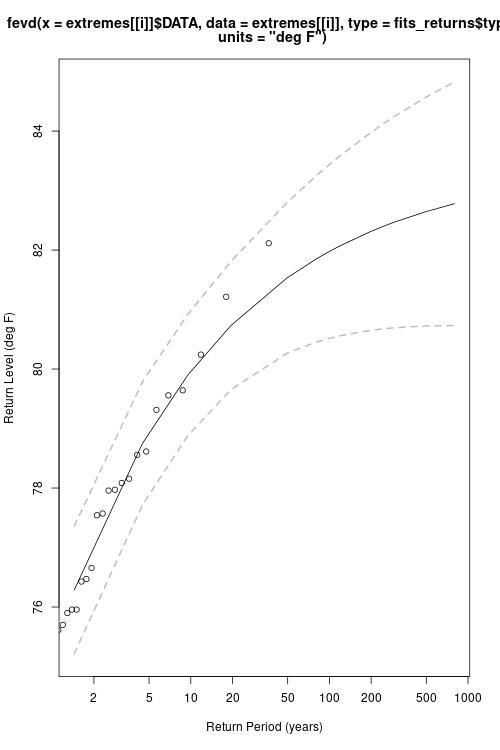 fevd(x = extremes[[i]]$DATA, data = extremes[[i]], type = fits_returns$typ
units = "deg F")
84
82
80
78
76
Return Level (deg F)
2 5 10 20 50 100 200 500 1000
Return Period (years)